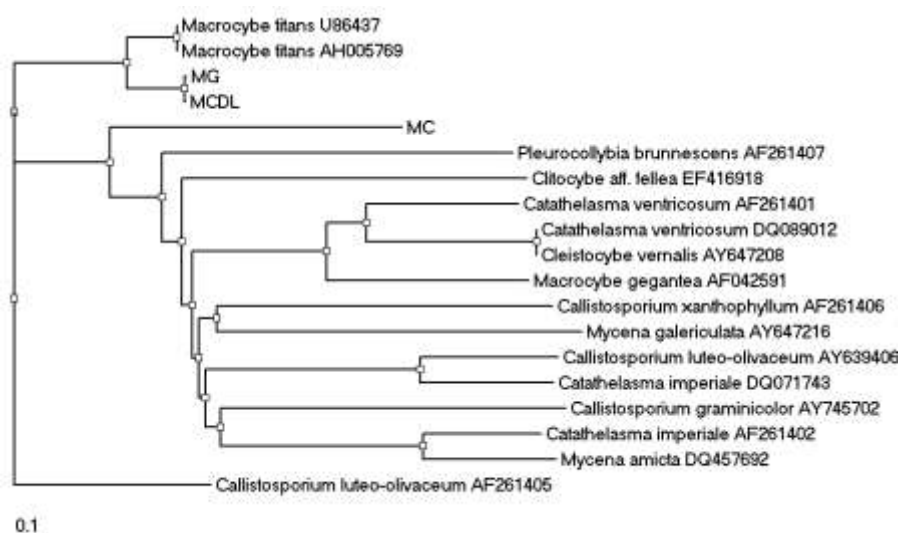 Macrocybe titans U86437
Macrocybe titans AH005769
MG
MCDL
MC
Pleurocollybia brunnescens AF261407
Clitocybe aff. fellea EF416918
Catathelasma ventricosum AF261401
Catathelasma ventricosum DQ089012
Cleistocybe vernalis AY647208
Macrocybe gegantea AF042591
Callistosporium xanthophyllum AF261406
Mycena galericulata AY647216
Callistosporium luteo-olivaceum AY639406
Catathelasma imperiale DQ071743
Callistosporium graminicolor AY745702
Catathelasma imperiale AF261402
Mycena amicta DQ457692
Callistosporium luteo-olivaceum AF261405
0.1